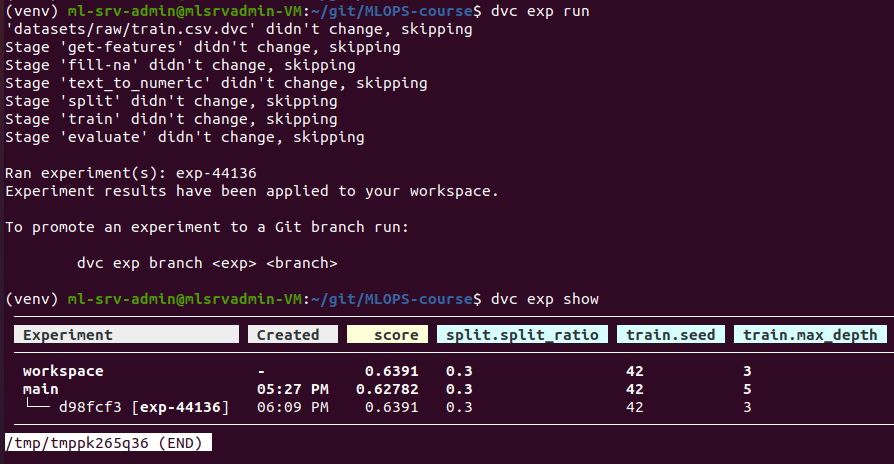 (venv) ml-srv-admin@mlsrvadmin-VM:~/git/MLOPS-course$ dvc exp run
'datasets/raw/train.csv.dvc' didn't change, skipping
Stage 'get-features' didn't change, skipping
Stage 'fill-na' didn't change, skipping
Stage 'text_to_numeric' didn't change, skipping
Stage 'split' didn't change, skipping
Stage 'train' didn't change, skipping
Stage 'evaluate' didn't change, skipping
Ran experiment(s): exp-44136
Experiment results have been applied to your workspace.
To promote an experiment to a Git branch run:
dvc exp branch <exp> <branch>
(venv) ml-srv-admin@mlsrvadmin-VM:~/git/MLOPS-course$ dvc exp show
Experiment Created score split.split_ratio train.seed train.max_depth
workspace - 0.6391 0.3 42 3
main 05:27 PM 0.62782 0.3 42 5
└── d98fcf3 [exp-44136] 06:09 PM 0.6391 0.3 42 3
/tmp/tmppk265q36 (END)